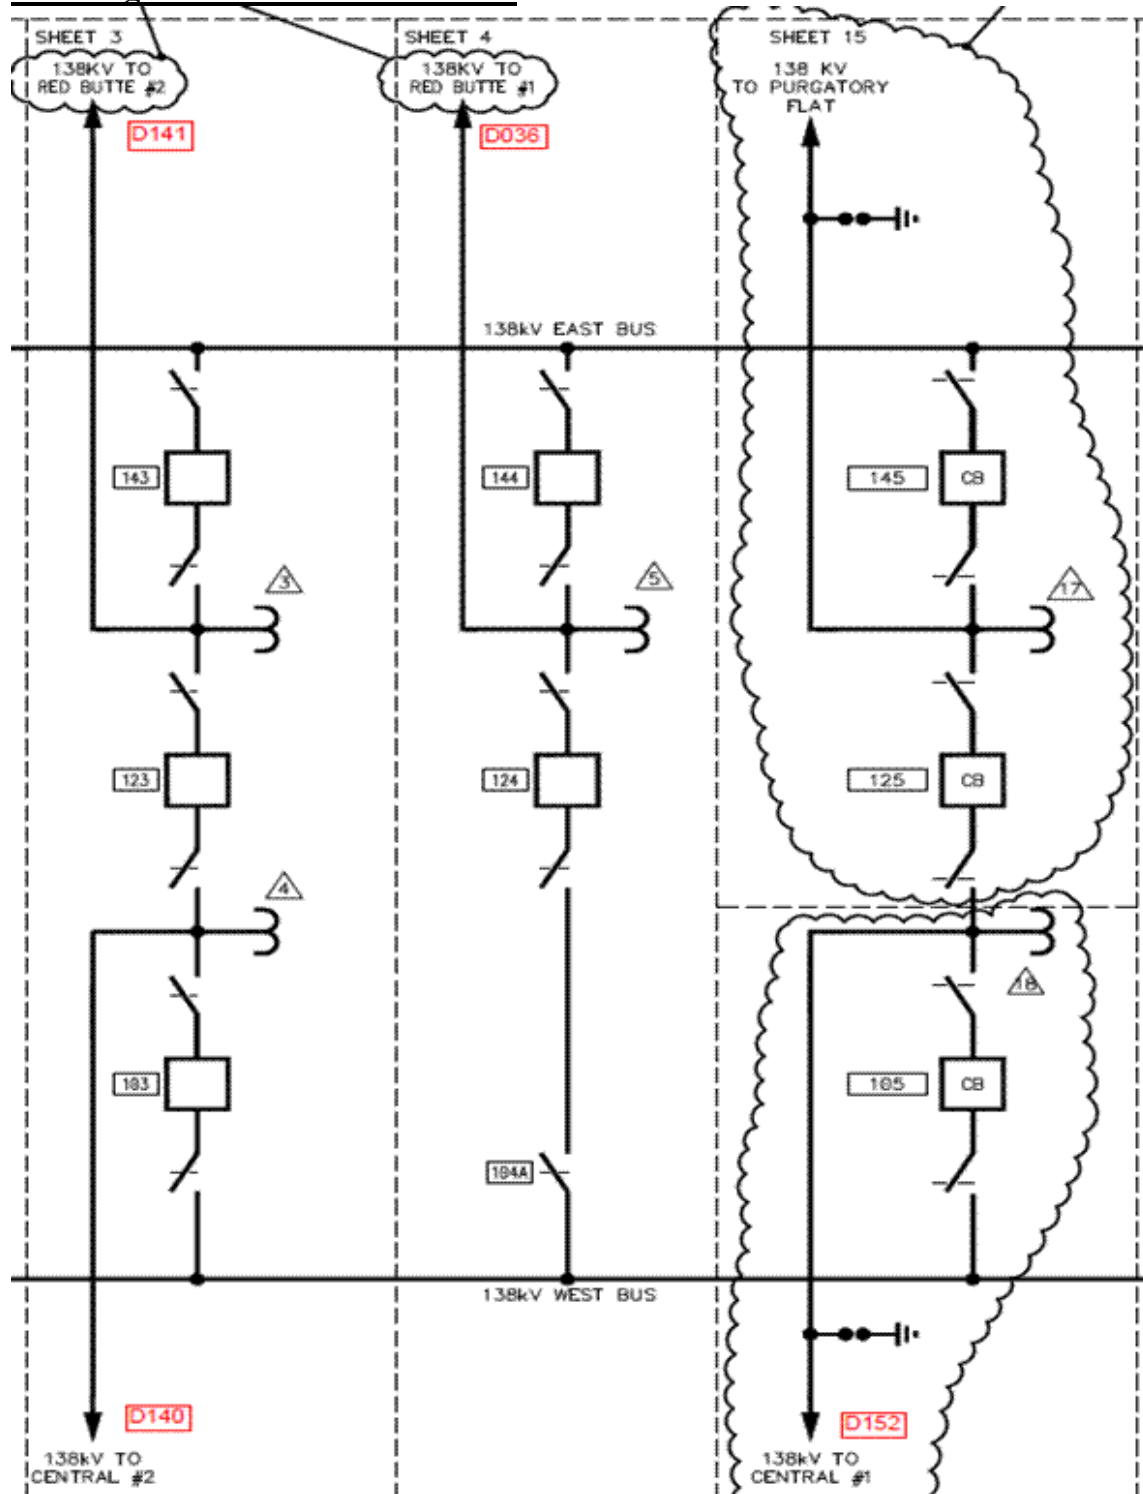 SHEET 3
138KV TO
RED BUTTE #2
D141
SHEET 4
138KV TO
RED BUTTE #1
D036
SHEET 15
138 KV
TO PURGATORY
FLAT
138kV EAST BUS
143
144
145
CB
3
5
17
123
124
125
CB
4
18
103
105
CB
104A
138kV WEST BUS
D140
138kV TO
CENTRAL #2
D152
138kV TO
CENTRAL #1